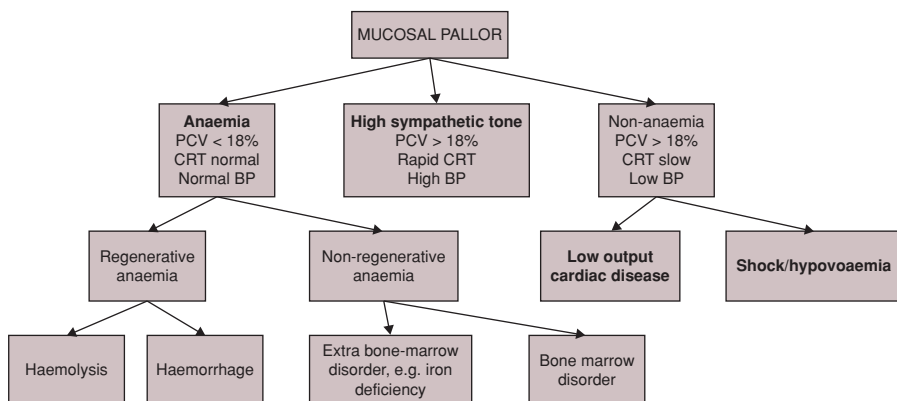 MUCOSAL PALLOR
Anaemia
PCV < 18%
CRT normal
Normal BP
High sympathetic tone
PCV > 18%
Rapid CRT
High BP
Non-anaemia
PCV > 18%
CRT slow
Low BP
Regenerative
anaemia
Non-regenerative
anaemia
Low output
cardiac disease
Shock/hypovoaemia
Haemolysis
Haemorrhage
Extra bone-marrow
disorder, e.g. iron
deficiency
Bone marrow
disorder